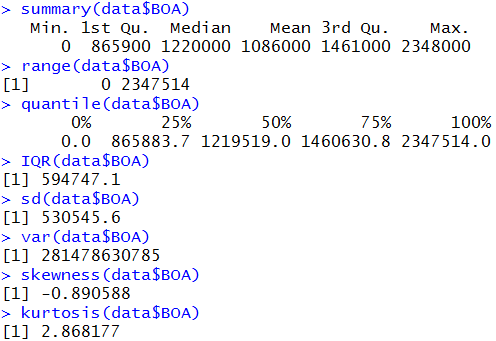 > summary(data$BOA)
Min. 1st Qu. Median Mean 3rd Qu. Max.
0 865900 1220000 1086000 1461000 2348000
> range(data$BOA)
[1] 0 2347514
> quantile(data$BOA)
0% 25% 50% 75% 100%
0.0 865883.7 1219519.0 1460630.8 2347514.0
> IQR(data$BOA)
[1] 594747.1
> sd(data$BOA)
[1] 530545.6
> var(data$BOA)
[1] 281478630785
> skewness(data$BOA)
[1] -0.890588
> kurtosis(data$BOA)
[1] 2.868177